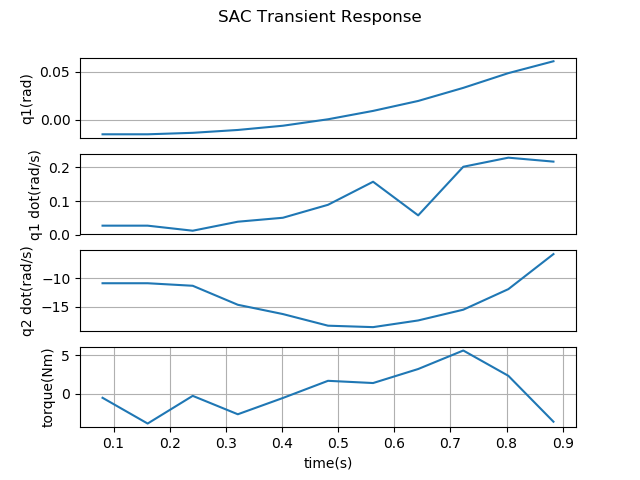 SAC Transient Response
q1(rad)
0.05
0.00
q1 dot(rad/s)
0.2
0.1
0.0
q2 dot(rad/s)
−10
−15
torque(Nm)
5
0
0.1 0.2 0.3 0.4 0.5 0.6 0.7 0.8 0.9
time(s)